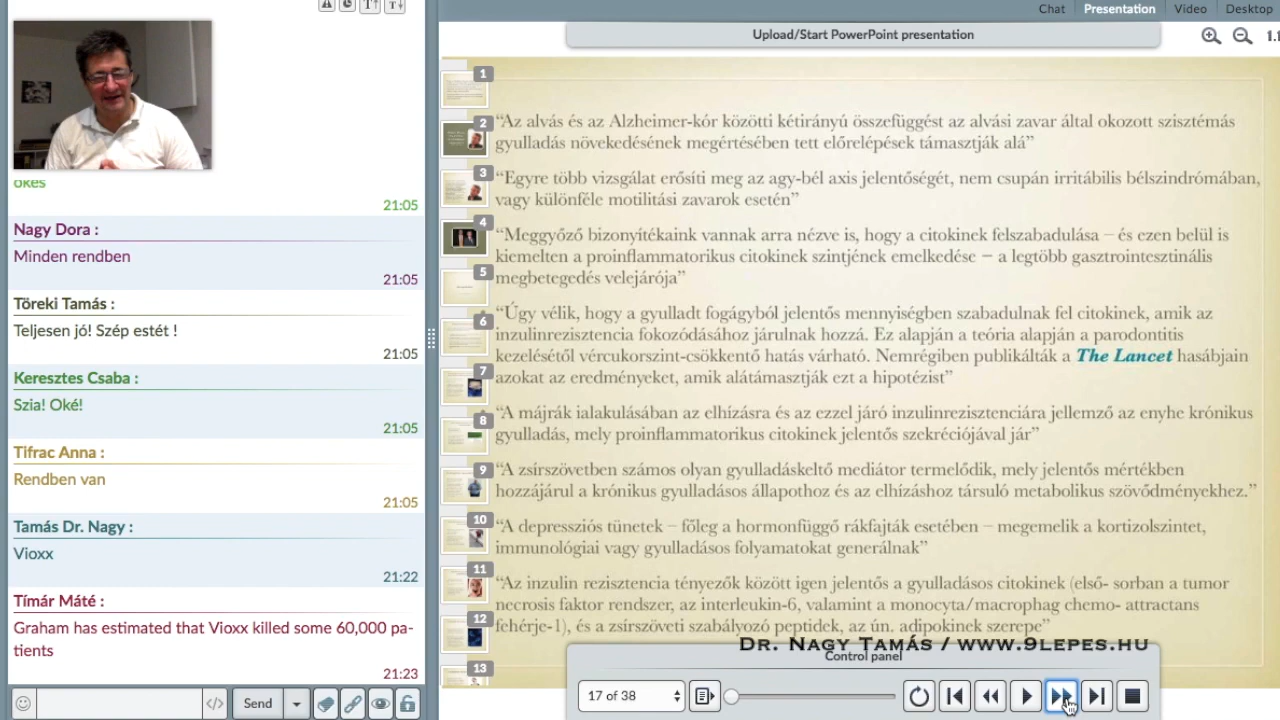 Chat Presentation Video Desktop
Upload/Start PowerPoint presentation
T T
okés
21:05
Nagy Dora :
Minden rendben
21:05
Töreki Tamás :
Teljesen jó! Szép estét !
21:05
Keresztes Csaba :
Szia! Oké!
21:05
Tifrac Anna :
Rendben van
21:05
Tamás Dr. Nagy :
Vioxx
21:22
Tímár Máté :
Graham has estimated that Vioxx killed some 60,000 pa-
tients
21:23
Send
1
2
3
4
5
6
7
8
9
10
11
12
13
“Az alvás és az Alzheimer-kór közötti kétirányú összefüggést az alvási zavar által okozott szisztémás
gyulladás növekedésének megértésében tett előrelépések támasztják alá”
“Egyre több vizsgálat erősíti meg az agy-bél axis jelentőségét, nem csupán irritábilis bélszindrómában,
vagy különféle motilitási zavarok esetén”
“Meggyőző bizonyítékaink vannak arra nézve is, hogy a citokinek felszabadulása – és ezen belül is
kiemelten a proinflammatorikus citokinek szintjének emelkedése – a legtöbb gasztrointesztinális
megbetegedés velejárója”
“Úgy vélik, hogy a gyulladt fogágyból jelentős mennyiségben szabadulnak fel citokinek, amik az
inzulinrezisztencia fokozódásához járulnak hozzá. Ez alapján a teória alapján a parodontitis
kezelésétől vércukorszint-csökkentő hatás várható. Nemrégiben publikálták a The Lancet hasábjain
azokat az eredményeket, amik alátámasztják ezt a hipotézist”
“A májrák ialakulásában az elhízásra és az ezzel járó inzulinrezisztenciára jellemző az enyhe krónikus
gyulladás, mely proinflammatorikus citokinek jelentős szekréciójával jár”
“A zsírszövetben számos olyan gyulladáskeltő mediátor termelődik, mely jelentős mértékben
hozzájárul a krónikus gyulladásos állapothoz és az elhízáshoz társuló metabolikus szövődményekhez.”
“A depressziós tünetek – főleg a hormonfüggő rákfajták esetében – megemelik a kortizolszintet,
immunológiai vagy gyulladásos folyamatokat generálnak”
“Az inzulin rezisztencia tényezők között igen jelentős a gyulladásos citokinek (első- sorban a tumor
necrosis faktor rendszer, az interleukin-6, valamint a monocyta/macrophag chemo- attractans
fehérje-1), és a zsírszöveti szabályozó peptidek, az ún. adipokinek szerepe”
Dr. Nagy Tamás / www.9lepes.hu
Control panel
17 of 38